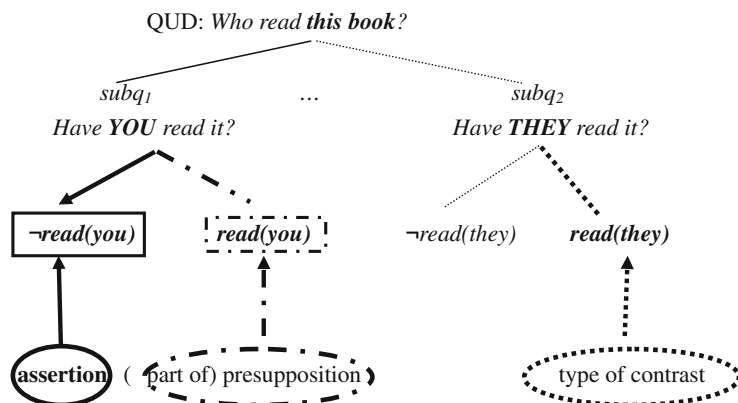 QUD: Who read this book?
subq1 ... subq2
Have YOU read it? Have THEY read it?
¬read(you) read(you) ¬read(they) read(they)
assertion ( part of) presupposition type of contrast